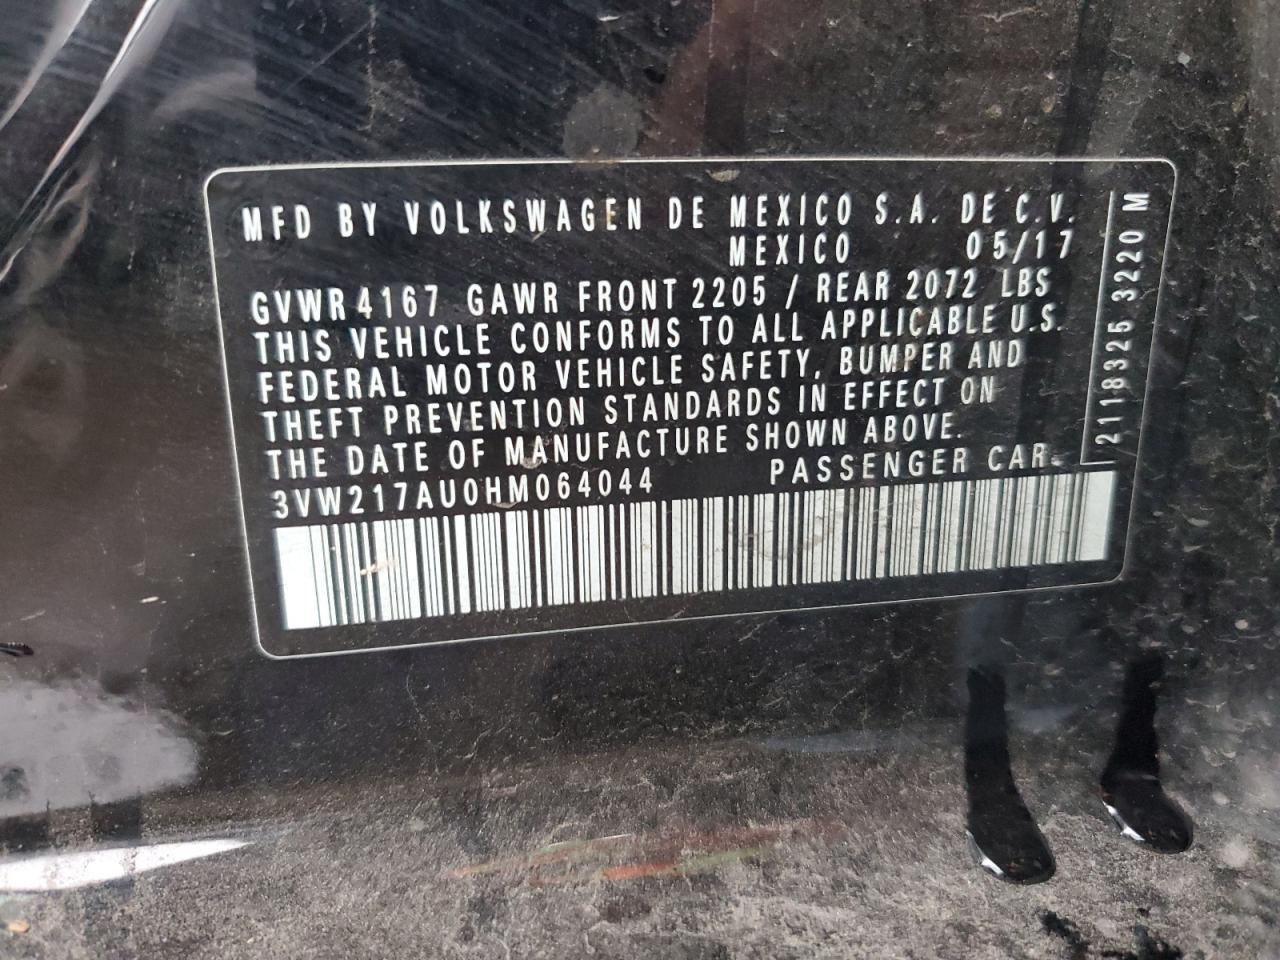 MFD BY VOLKSWAGEN DE MEXICO S.A. DE C.V.
MEXICO 05/17
GVWR 4167 GAWR FRONT 2205 / REAR 2072 LBS
THIS VEHICLE CONFORMS TO ALL APPLICABLE U.S.
FEDERAL MOTOR VEHICLE SAFETY, BUMPER AND
THEFT PREVENTION STANDARDS IN EFFECT ON
THE DATE OF MANUFACTURE SHOWN ABOVE.
3VW217AU0HM064044 PASSENGER CAR
2118325 3220 M